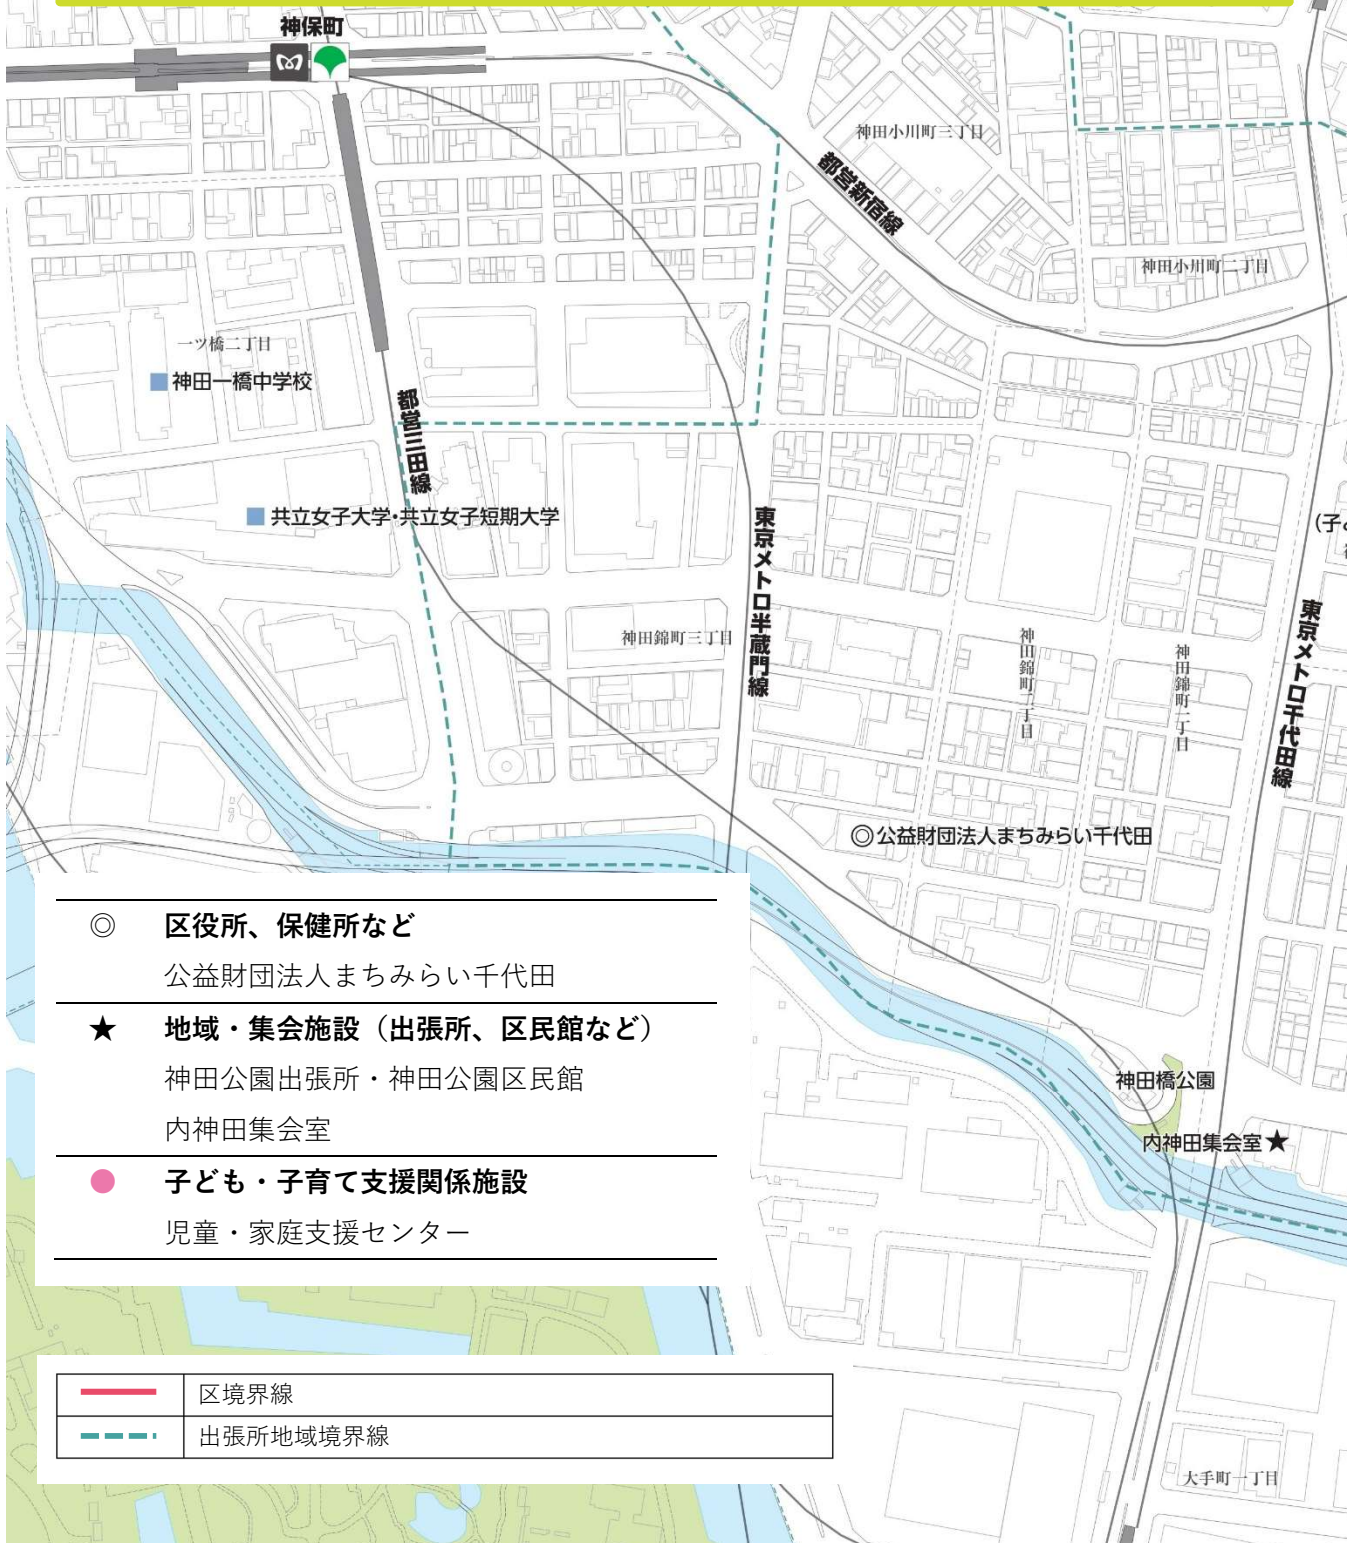 神保町
神田小川町三丁目
都営新宿線
神田小川町二丁目
一ツ橋二丁目
神田一橋中学校
都営三田線
共立女子大学・共立女子短期大学
東京メトロ半蔵門線
(子
神田錦町三丁目
神田錦町二丁目
神田錦町一丁目
東京メトロ千代田線
◎公益財団法人まちみらい千代田
◎ 区役所、保健所など
公益財団法人まちみらい千代田
★ 地域・集会施設（出張所、区民館など）
神田公園出張所・神田公園区民館
内神田集会室
● 子ども・子育て支援関係施設
児童・家庭支援センター
神田橋公園
内神田集会室★
区境界線
出張所地域境界線
大手町一丁目